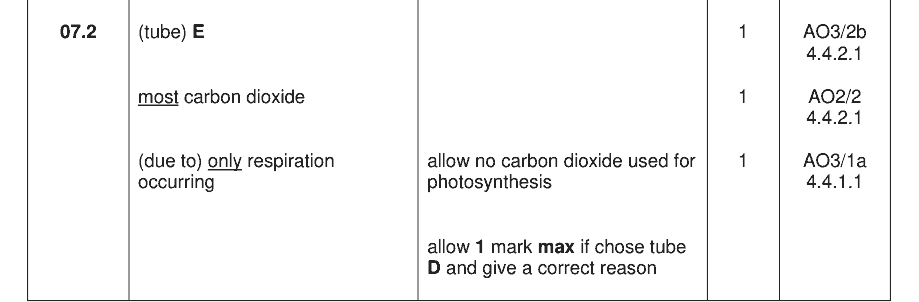 07.2 (tube) E 1 AO3/2b
4.4.2.1
most carbon dioxide 1 AO2/2
4.4.2.1
(due to) only respiration allow no carbon dioxide used for 1 AO3/1a
occurring photosynthesis 4.4.1.1
allow 1 mark max if chose tube
D and give a correct reason